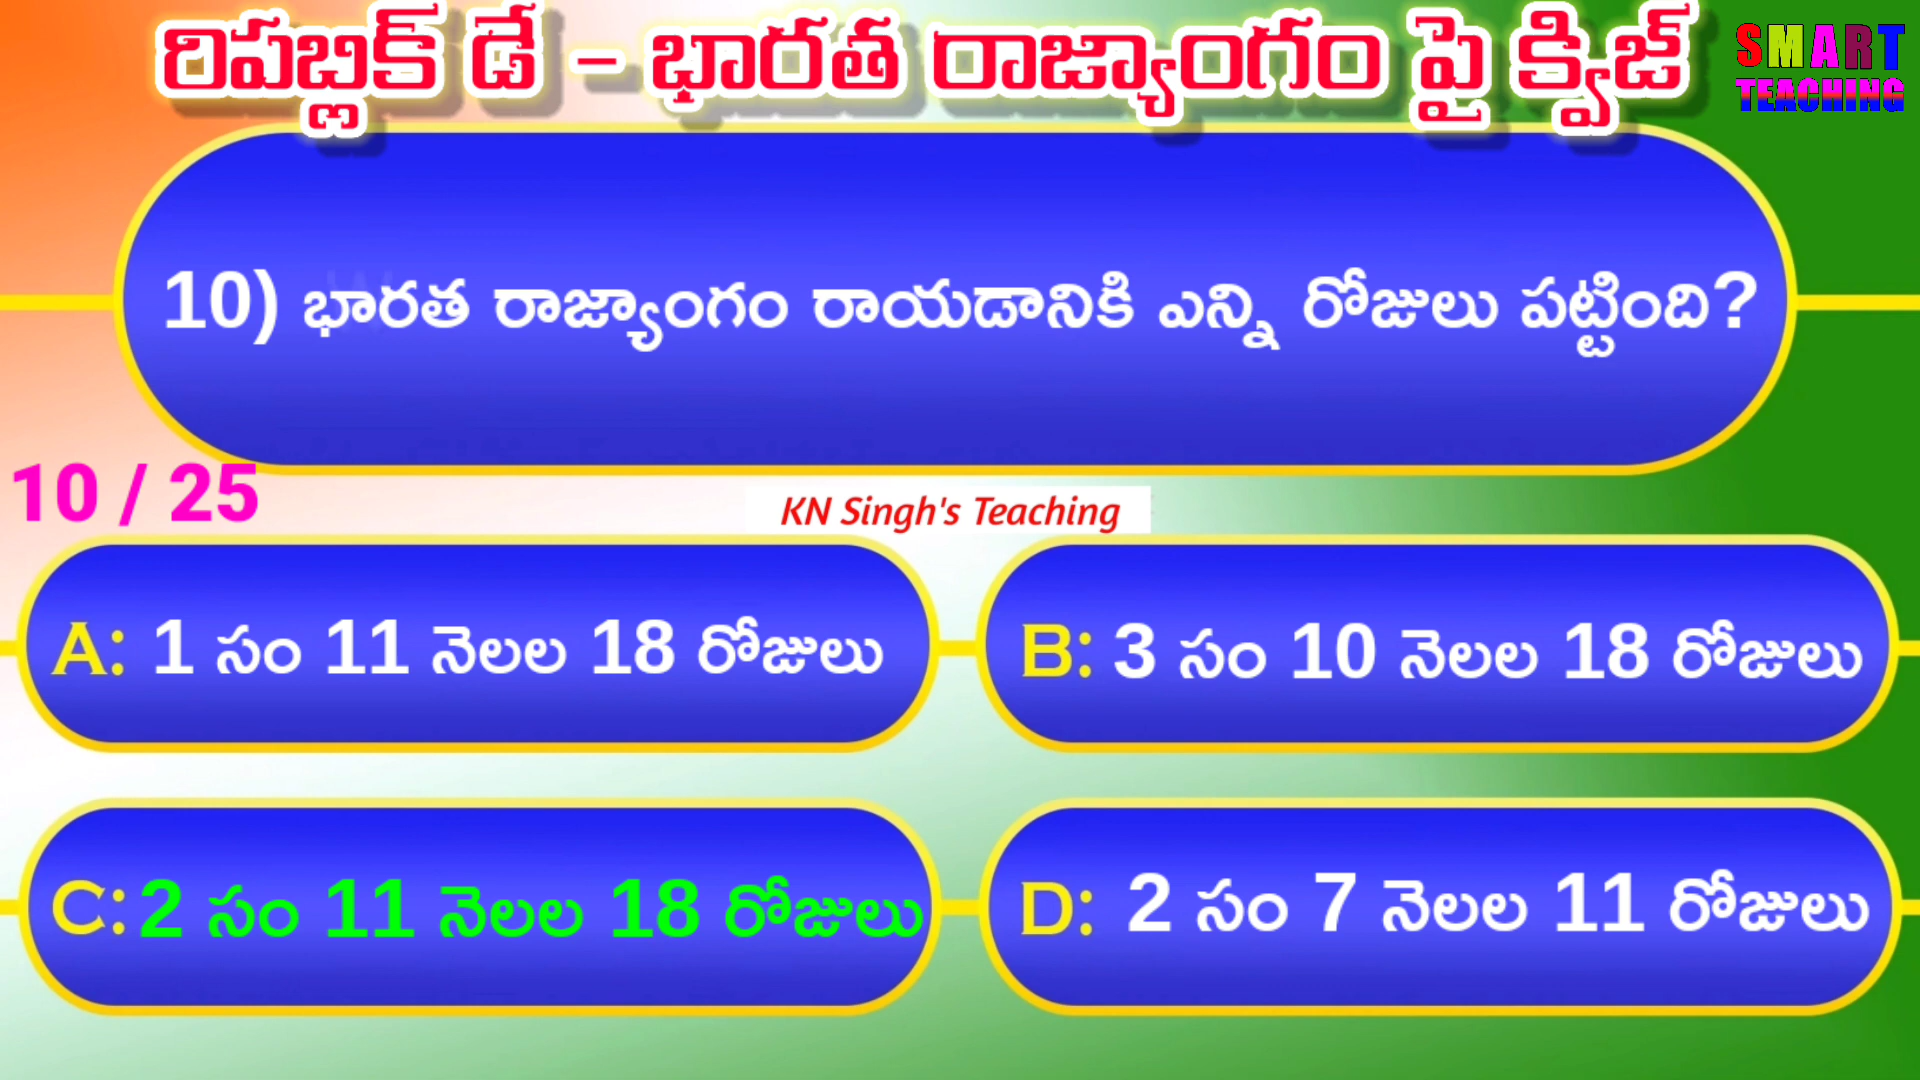 రిపబ్లిక్ డే - భారత రాజ్యాంగం పై క్విజ్
SMART
TEACHING
10) భారత రాజ్యాంగం రాయడానికి ఎన్ని రోజులు పట్టింది?
10 / 25
KN Singh's Teaching
A: 1 సం 11 నెలల 18 రోజులు
B: 3 సం 10 నెలల 18 రోజులు
C: 2 సం 11 నెలల 18 రోజులు
D: 2 సం 7 నెలల 11 రోజులు